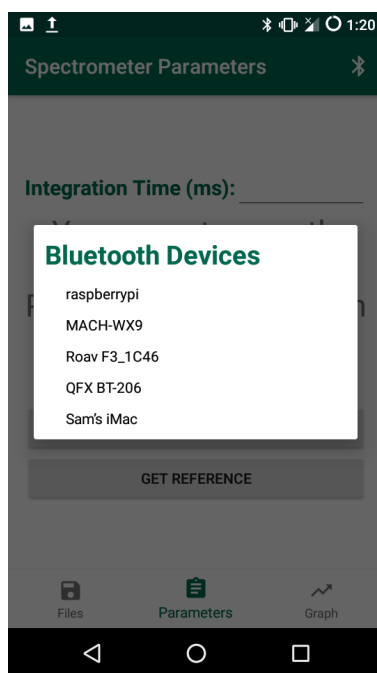 1:20
Spectrometer Parameters
Integration Time (ms):
Bluetooth Devices
raspberrypi
MACH-WX9
Roav F3_1C46
QFX BT-206
Sam's iMac
GET REFERENCE
Files
Parameters
Graph